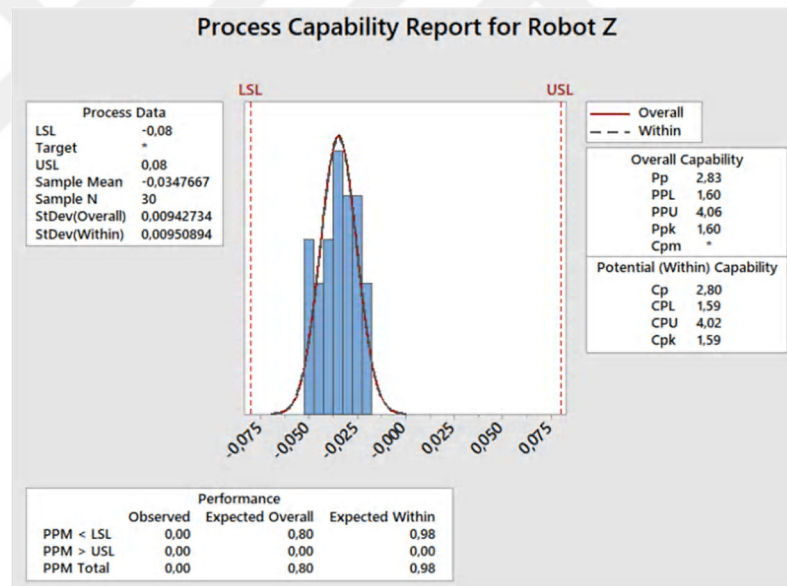 Process Capability Report for Robot Z
LSL USL
Process Data
LSL -0,08
Target *
USL 0,08
Sample Mean -0,0347667
Sample N 30
StDev(Overall) 0,00942734
StDev(Within) 0,00950894
Overall
Within
Overall Capability
Pp 2,83
PPL 1,60
PPU 4,06
Ppk 1,60
Cpm *
Potential (Within) Capability
Cp 2,80
CPL 1,59
CPU 4,02
Cpk 1,59
-0,075 -0,050 -0,025 -0,000 0,025 0,050 0,075
Performance
Observed Expected Overall Expected Within
PPM < LSL 0,00 0,80 0,98
PPM > USL 0,00 0,00 0,00
PPM Total 0,00 0,80 0,98